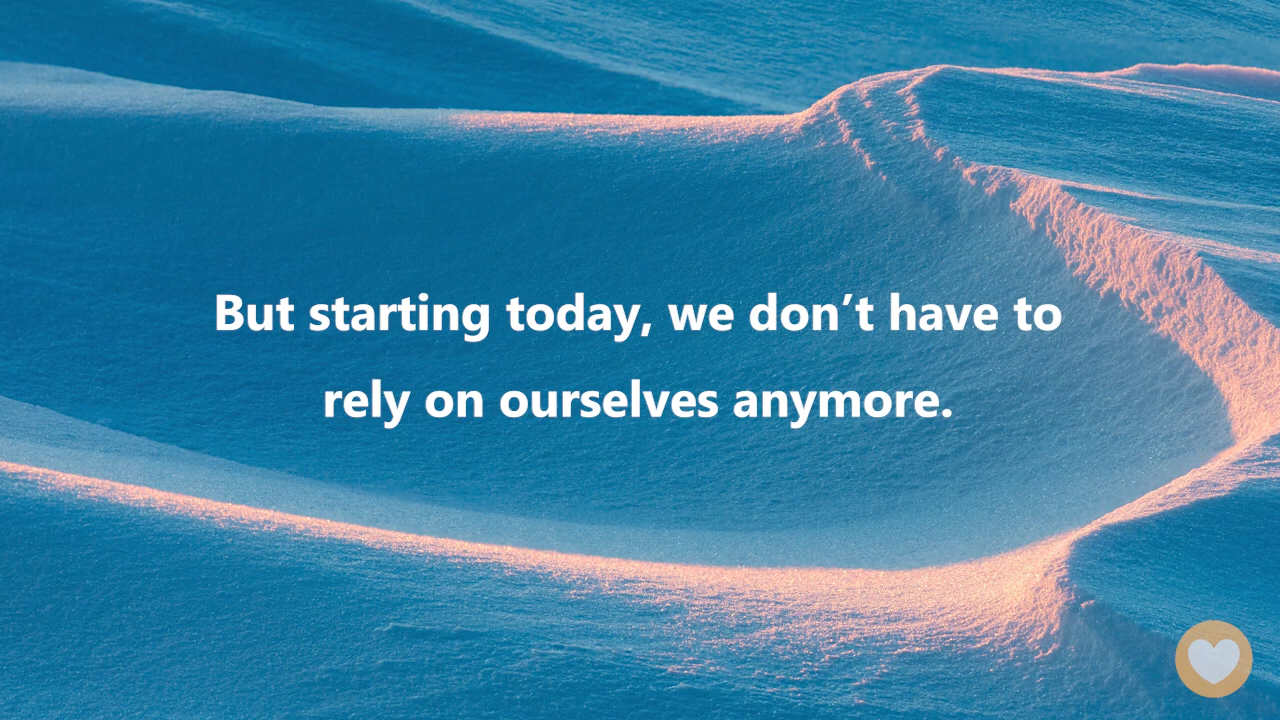 But starting today, we don’t have to
rely on ourselves anymore.